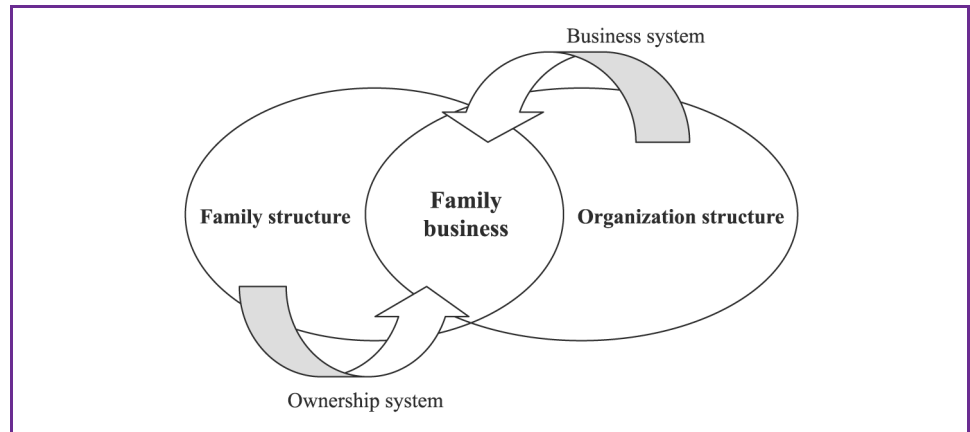 Business system
Family structure
Family
business
Organization structure
Ownership system